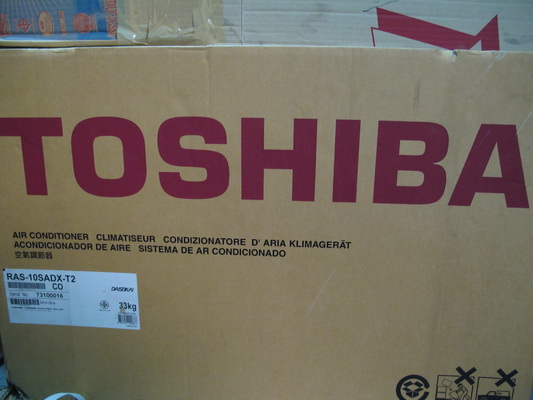 TOSHIBA
AIR CONDITIONER CLIMATISEUR CONDIZIONATORE D' ARIA KLIMAGERÄT
ACONDICIONADOR DE AIRE SISTEMA DE AR CONDICIONADO
空氣調節器
RAS-10SADX-T2
CO DAISEIKAI
Serial No. 73100016 33kg